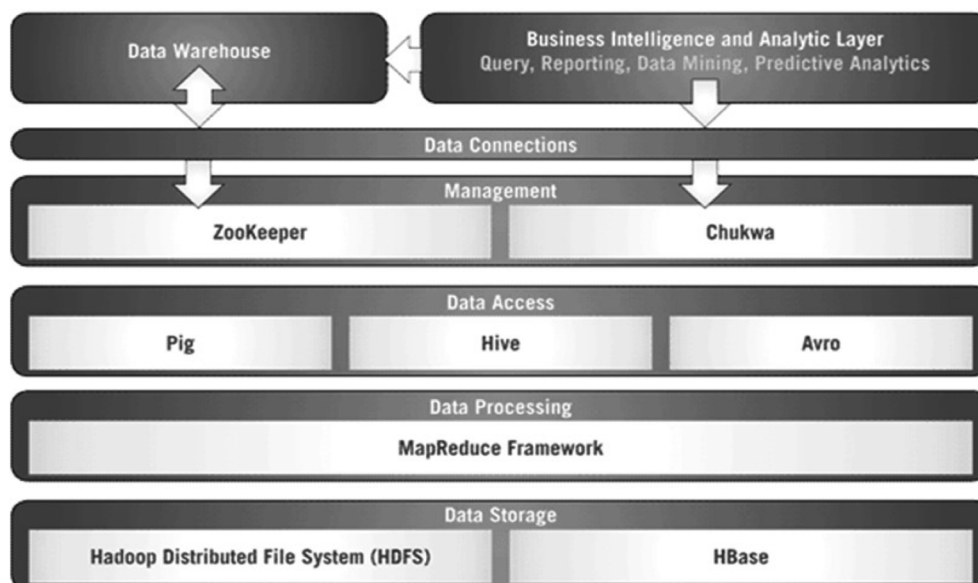 Data Warehouse
Business Intelligence and Analytic Layer
Query, Reporting, Data Mining, Predictive Analytics
Data Connections
Management
ZooKeeper
Chukwa
Data Access
Pig
Hive
Avro
Data Processing
MapReduce Framework
Data Storage
Hadoop Distributed File System (HDFS)
HBase